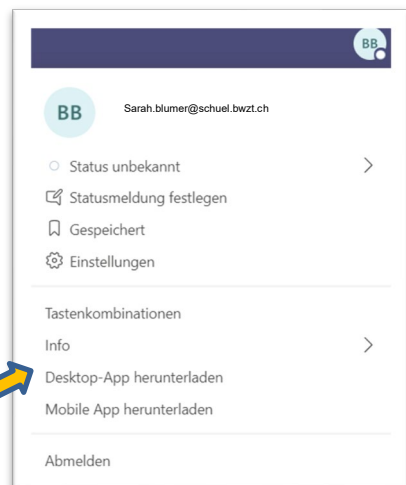 BB
BB
Sarah.blumer@schuel.bwzt.ch
Status unbekannt
Statusmeldung festlegen
Gespeichert
Einstellungen
Tastenkombinationen
Info
Desktop-App herunterladen
Mobile App herunterladen
Abmelden